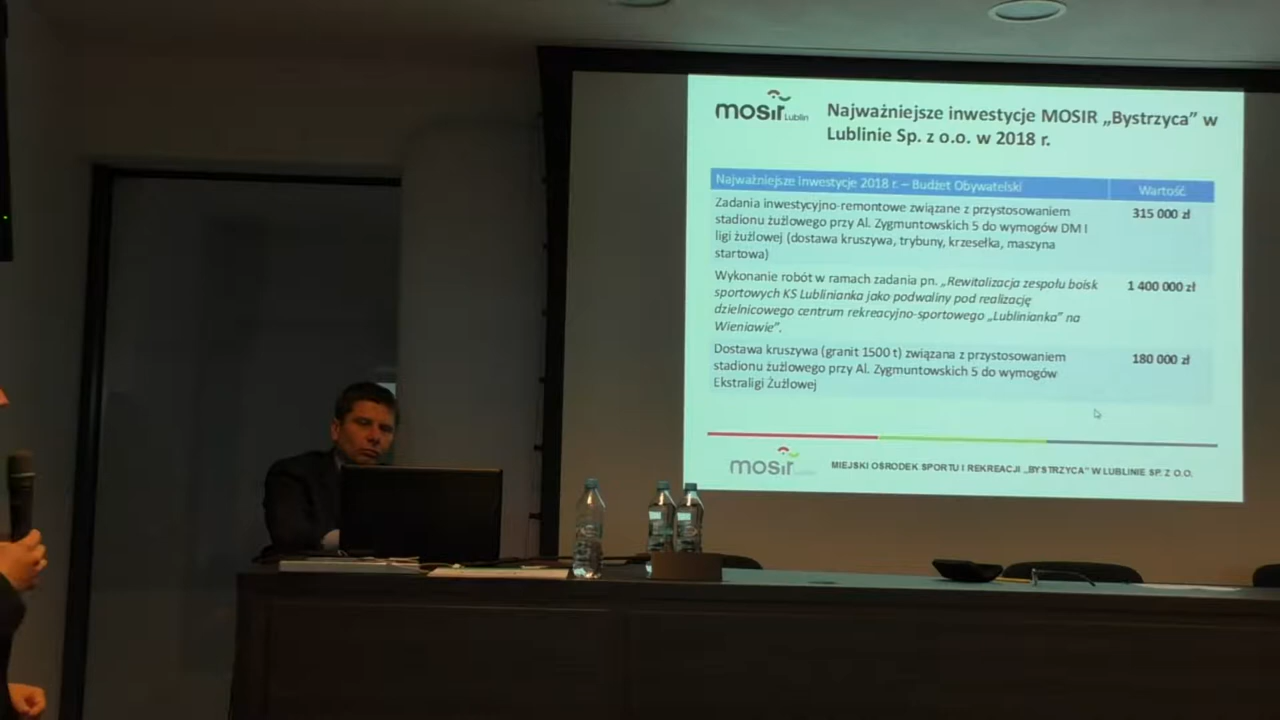 mosir Lublin
Najważniejsze inwestycje MOSIR „Bystrzyca” w
Lublinie Sp. z o.o. w 2018 r.
Najważniejsze inwestycje 2018 r. – Budżet Obywatelski
Wartość
Zadania inwestycyjno-remontowe związane z przystosowaniem
stadionu żużlowego przy Al. Zygmuntowskich 5 do wymogów DM I
ligi żużlowej (dostawa kruszywa, trybuny, krzesełka, maszyna
startowa)
315 000 zł
Wykonanie robót w ramach zadania pn. „Rewitalizacja zespołu boisk
sportowych KS Lublinianka jako podwaliny pod realizację
dzielnicowego centrum rekreacyjno-sportowego „Lublinianka” na
Wieniawie”.
1 400 000 zł
Dostawa kruszywa (granit 1500 t) związana z przystosowaniem
stadionu żużlowego przy Al. Zygmuntowskich 5 do wymogów
Ekstraligi Żużlowej
180 000 zł
mosir
MIEJSKI OŚRODEK SPORTU I REKREACJI „BYSTRZYCA” W LUBLINIE SP. Z O.O.